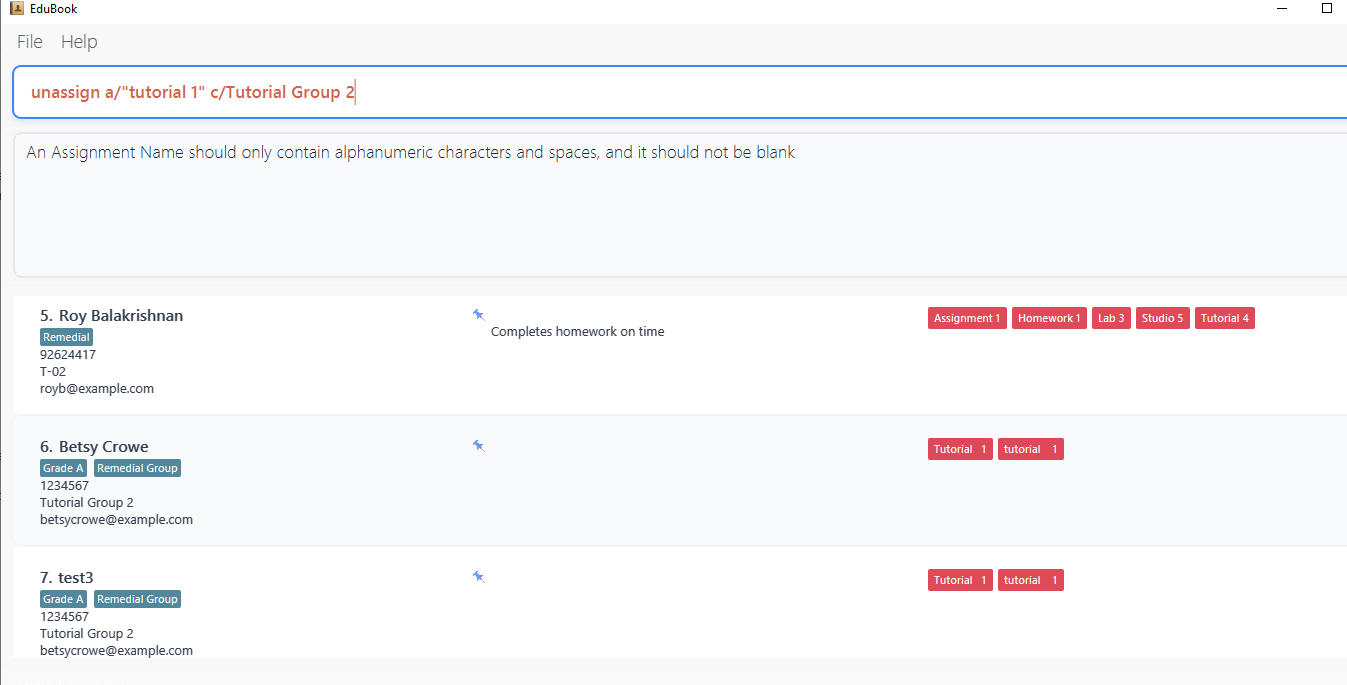 EduBook
File Help
unassign a/"tutorial 1" c/Tutorial Group 2
An Assignment Name should only contain alphanumeric characters and spaces, and it should not be blank
5. Roy Balakrishnan
Remedial
92624417
T-02
royb@example.com
Completes homework on time
Assignment 1 Homework 1 Lab 3 Studio 5 Tutorial 4
6. Betsy Crowe
Grade A Remedial Group
1234567
Tutorial Group 2
betsycrowe@example.com
Tutorial   1 tutorial   1
7. test3
Grade A Remedial Group
1234567
Tutorial Group 2
betsycrowe@example.com
Tutorial   1 tutorial   1